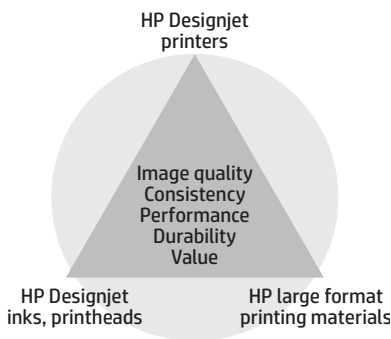 HP Designjet
printers
Image quality
Consistency
Performance
Durability
Value
HP Designjet
inks, printheads
HP large format
printing materials